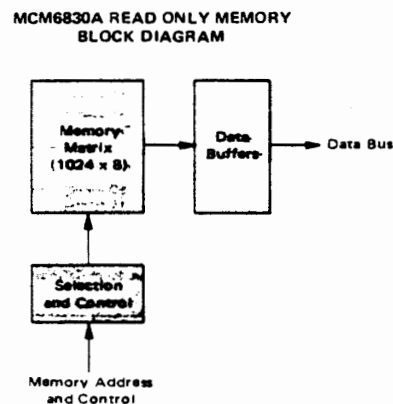 MCM6830A READ ONLY MEMORY
BLOCK DIAGRAM
Memory
Matrix
(1024 x 8)
Data
Buffers
Data Bus
Selection
and Control
Memory Address
and Control